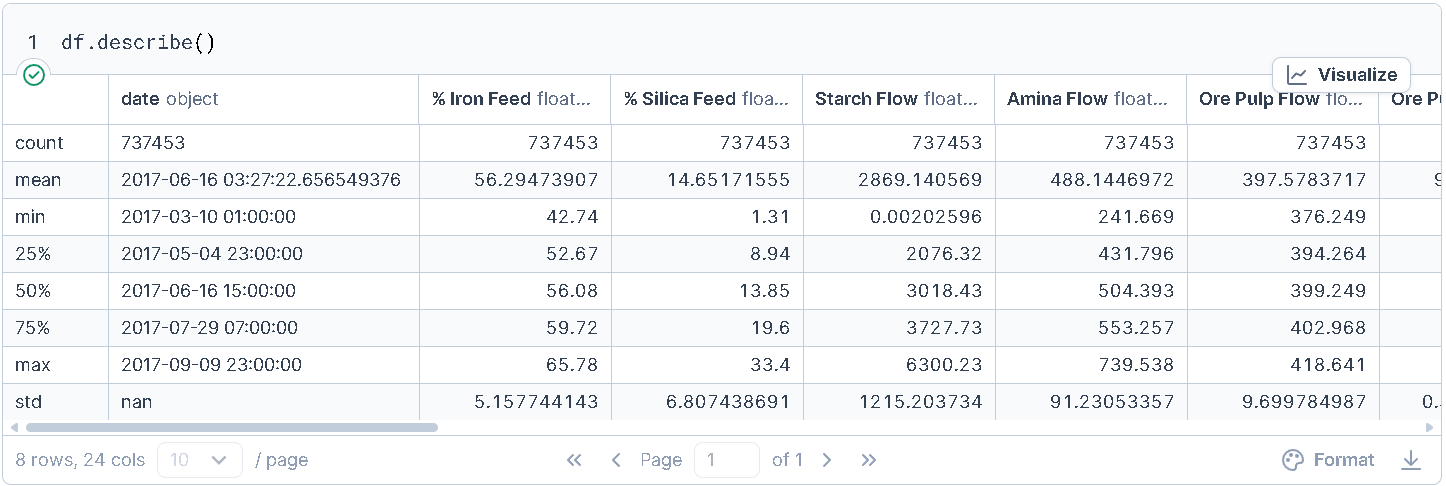 1 df.describe()
Visualize
date object % Iron Feed float... % Silica Feed floa... Starch Flow float... Amina Flow float... Ore Pulp Flow flo... Ore P
count 737453 737453 737453 737453 737453 737453
mean 2017-06-16 03:27:22.656549376 56.29473907 14.65171555 2869.140569 488.1446972 397.5783717 9
min 2017-03-10 01:00:00 42.74 1.31 0.00202596 241.669 376.249
25% 2017-05-04 23:00:00 52.67 8.94 2076.32 431.796 394.264
50% 2017-06-16 15:00:00 56.08 13.85 3018.43 504.393 399.249
75% 2017-07-29 07:00:00 59.72 19.6 3727.73 553.257 402.968
max 2017-09-09 23:00:00 65.78 33.4 6300.23 739.538 418.641
std nan 5.157744143 6.807438691 1215.203734 91.23053357 9.699784987 0.
8 rows, 24 cols 10 / page Page 1 of 1 Format